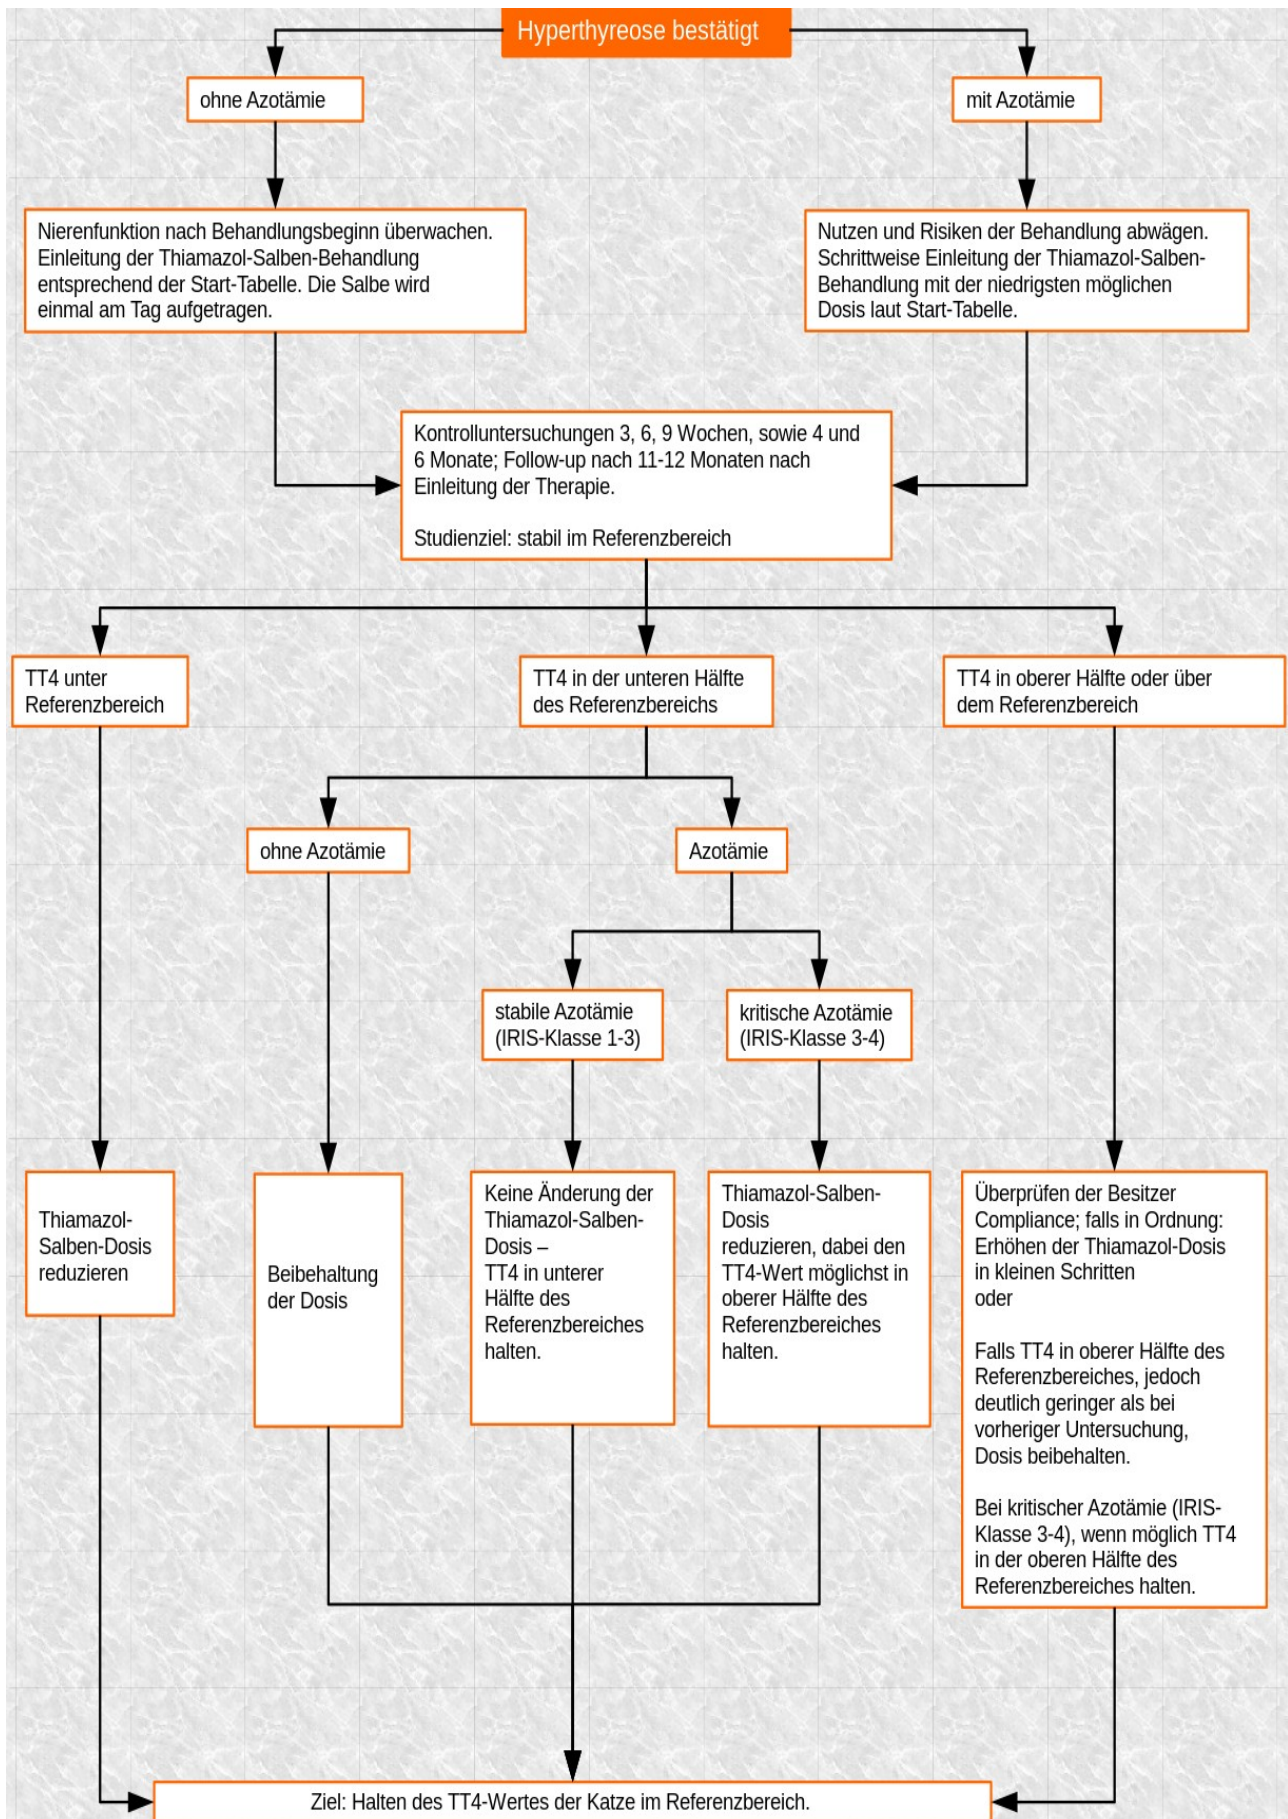 Hyperthyreose bestätigt
ohne Azotämie
mit Azotämie
Nierenfunktion nach Behandlungsbeginn überwachen.
Einleitung der Thiamazol-Salben-Behandlung
entsprechend der Start-Tabelle. Die Salbe wird
einmal am Tag aufgetragen.
Nutzen und Risiken der Behandlung abwägen.
Schrittweise Einleitung der Thiamazol-Salben-
Behandlung mit der niedrigsten möglichen
Dosis laut Start-Tabelle.
Kontrolluntersuchungen 3, 6, 9 Wochen, sowie 4 und
6 Monate; Follow-up nach 11-12 Monaten nach
Einleitung der Therapie.
Studienziel: stabil im Referenzbereich
TT4 unter
Referenzbereich
TT4 in der unteren Hälfte
des Referenzbereichs
TT4 in oberer Hälfte oder über
dem Referenzbereich
ohne Azotämie
Azotämie
stabile Azotämie
(IRIS-Klasse 1-3)
kritische Azotämie
(IRIS-Klasse 3-4)
Thiamazol-
Salben-Dosis
reduzieren
Beibehaltung
der Dosis
Keine Änderung der
Thiamazol-Salben-
Dosis –
TT4 in unterer
Hälfte des
Referenzbereiches
halten.
Thiamazol-Salben-
Dosis
reduzieren, dabei den
TT4-Wert möglichst in
oberer Hälfte des
Referenzbereiches
halten.
Überprüfen der Besitzer
Compliance; falls in Ordnung:
Erhöhen der Thiamazol-Dosis
in kleinen Schritten
oder
Falls TT4 in oberer Hälfte des
Referenzbereiches, jedoch
deutlich geringer als bei
vorheriger Untersuchung,
Dosis beibehalten.
Bei kritischer Azotämie (IRIS-
Klasse 3-4), wenn möglich TT4
in der oberen Hälfte des
Referenzbereiches halten.
Ziel: Halten des TT4-Wertes der Katze im Referenzbereich.